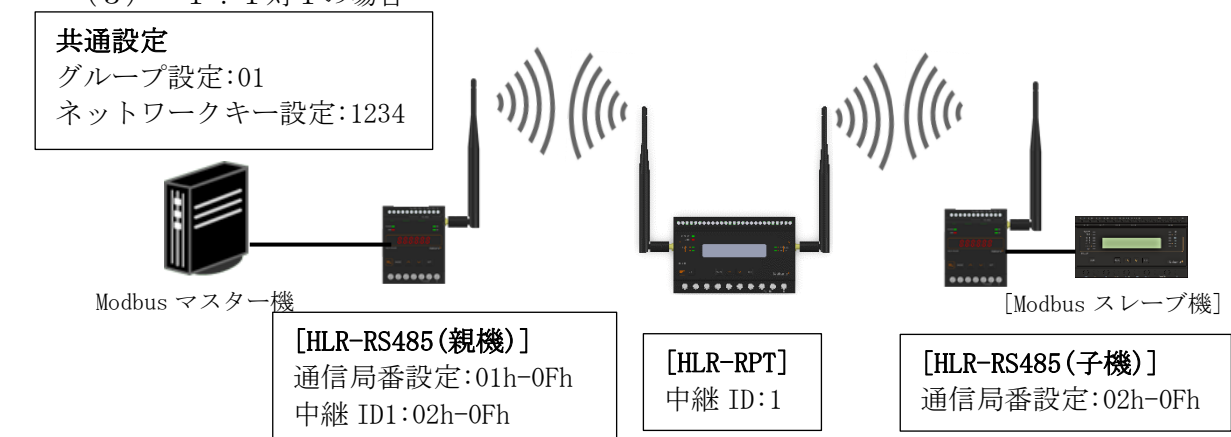 共通設定
グループ設定:01
ネットワークキー設定:1234
Modbus マスター機
[Modbus スレーブ機]
[HLR-RS485(親機)]
通信局番設定:01h-0Fh
中継 ID1:02h-0Fh
[HLR-RPT]
中継 ID:1
[HLR-RS485(子機)]
通信局番設定:02h-0Fh